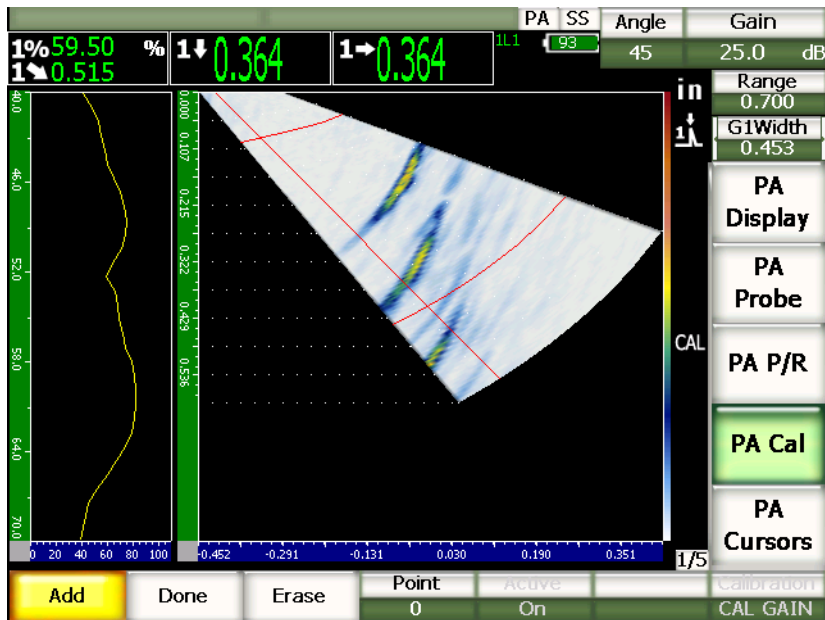 PA SS Angle Gain
1% 59.50 % 1 0.364 1 0.364 1L1 93 45 25.0 dB
1 0.515
in
Range
0.700
1
G1Width
0.453
PA
Display
PA
Probe
CAL
PA P/R
PA Cal
PA
Cursors
1/5
40.0
46.0
52.0
58.0
64.0
70.0
0.000
0.107
0.215
0.322
0.429
0.536
0 20 40 60 80 100
-0.452 -0.291 -0.131 0.030 0.190 0.351
Add Done Erase Point Active Calibration
0 On CAL GAIN